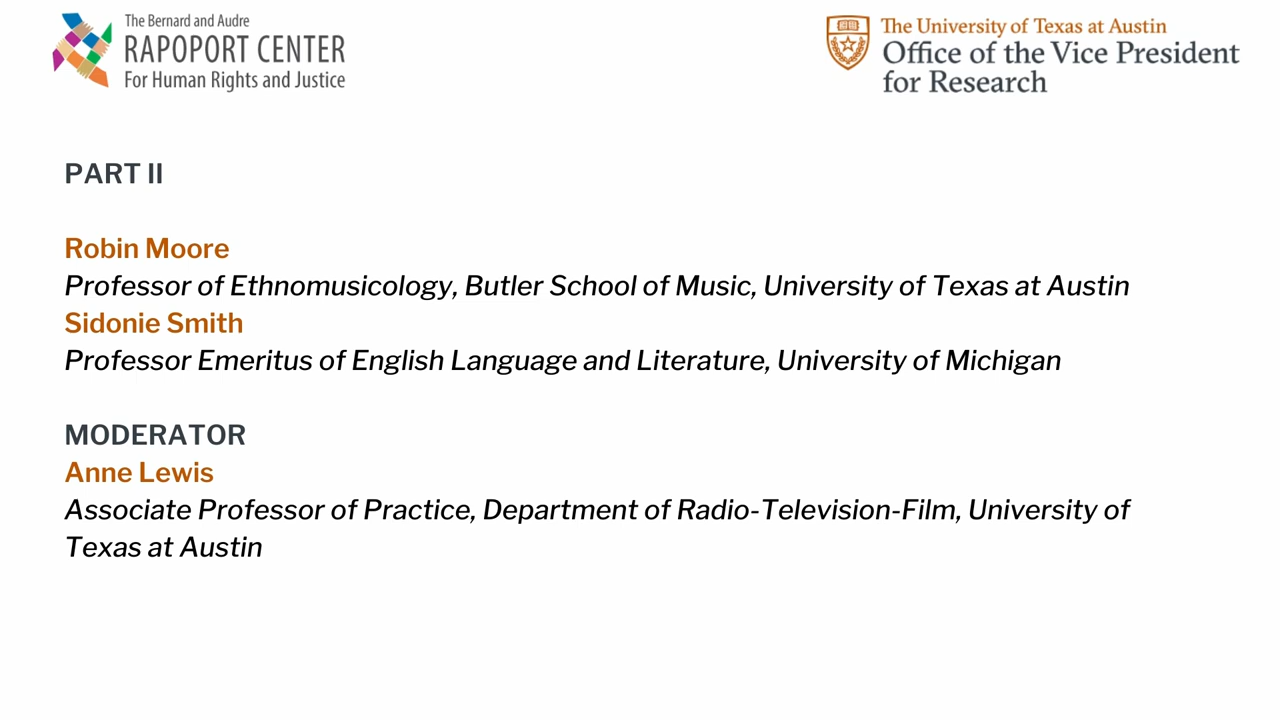 The Bernard and Audre
RAPOPORT CENTER
For Human Rights and Justice
The University of Texas at Austin
Office of the Vice President
for Research
PART II
Robin Moore
Professor of Ethnomusicology, Butler School of Music, University of Texas at Austin
Sidonie Smith
Professor Emeritus of English Language and Literature, University of Michigan
MODERATOR
Anne Lewis
Associate Professor of Practice, Department of Radio-Television-Film, University of
Texas at Austin